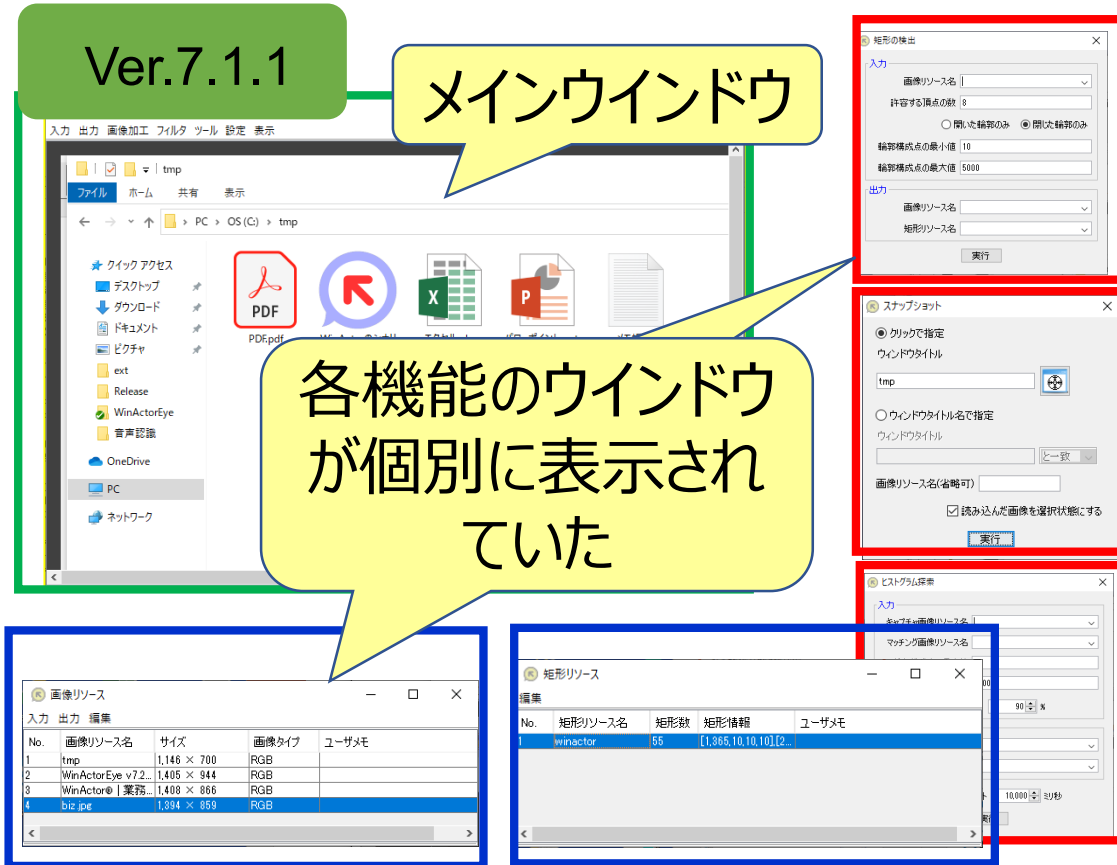 Ver.7.1.1
メインウインドウ
入力 出力 画像加工 フィルタ ツール 設定 表示
tmp
ファイル ホーム 共有 表示
PC › OS (C:) › tmp
クイック アクセス
デスクトップ
ダウンロード
ドキュメント
ピクチャ
ext
Release
WinActorEye
音声認識
OneDrive
PC
ネットワーク
PDF
PDF.pdf
各機能のウインドウ
が個別に表示され
ていた
矩形の検出
入力
画像リソース名
許容する頂点の数 8
開いた輪郭のみ 閉じた輪郭のみ
輪郭構成点の最小値 10
輪郭構成点の最大値 5000
出力
画像リソース名
矩形リソース名
実行
スナップショット
クリックで指定
ウィンドウタイトル
tmp
ウィンドウタイトル名で指定
ウィンドウタイトル
と一致
画像リソース名(省略可)
読み込んだ画像を選択状態にする
実行
ヒストグラム探索
入力
キャプチャ画像リソース名
マッチング画像リソース名
90 %
10,000 ミリ秒
画像リソース
入力 出力 編集
No. 画像リソース名 サイズ 画像タイプ ユーザメモ
1 tmp 1,146 × 700 RGB
2 WinActorEye v7.2... 1,405 × 944 RGB
3 WinActor® | 業務... 1,408 × 866 RGB
4 biz.jpg 1,394 × 859 RGB
矩形リソース
編集
No. 矩形リソース名 矩形数 矩形情報 ユーザメモ
1 winactor 55 [1,365,10,10,10],[2...